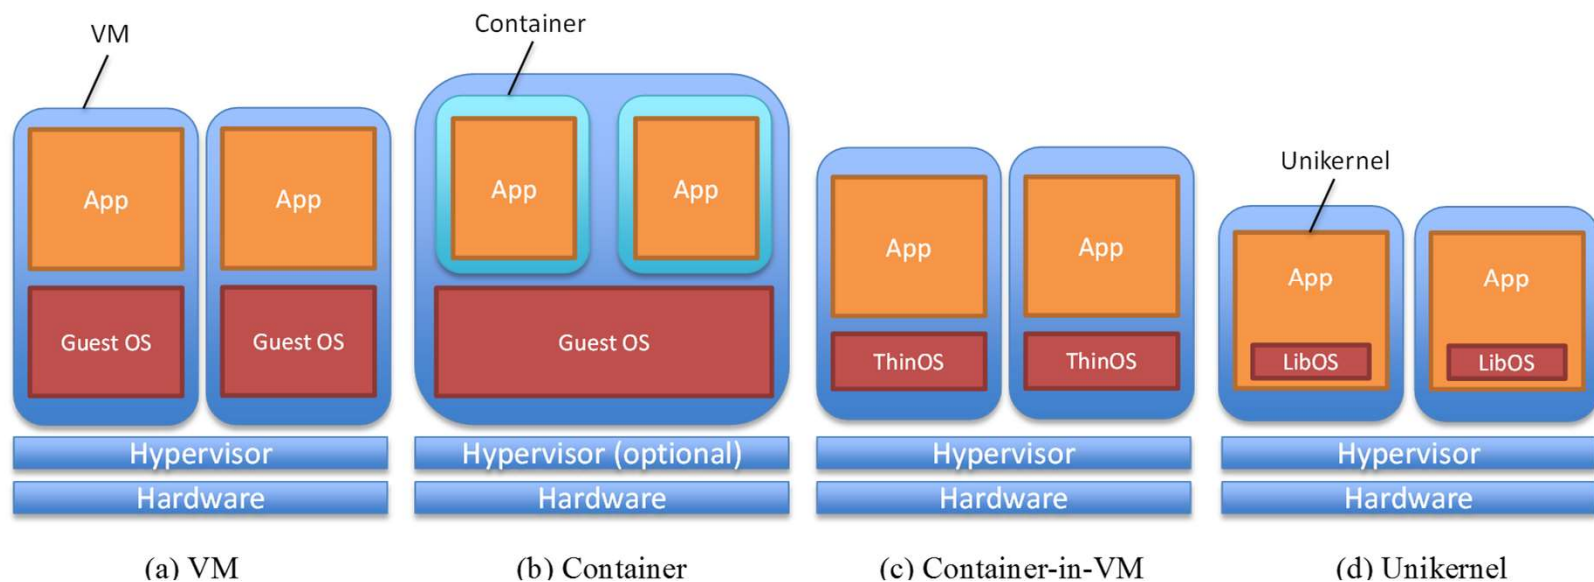 VM
App
App
Guest OS
Guest OS
Hypervisor
Hardware
(a) VM
Container
App
App
Guest OS
Hypervisor (optional)
Hardware
(b) Container
App
App
ThinOS
ThinOS
Hypervisor
Hardware
(c) Container-in-VM
Unikernel
App
App
LibOS
LibOS
Hypervisor
Hardware
(d) Unikernel